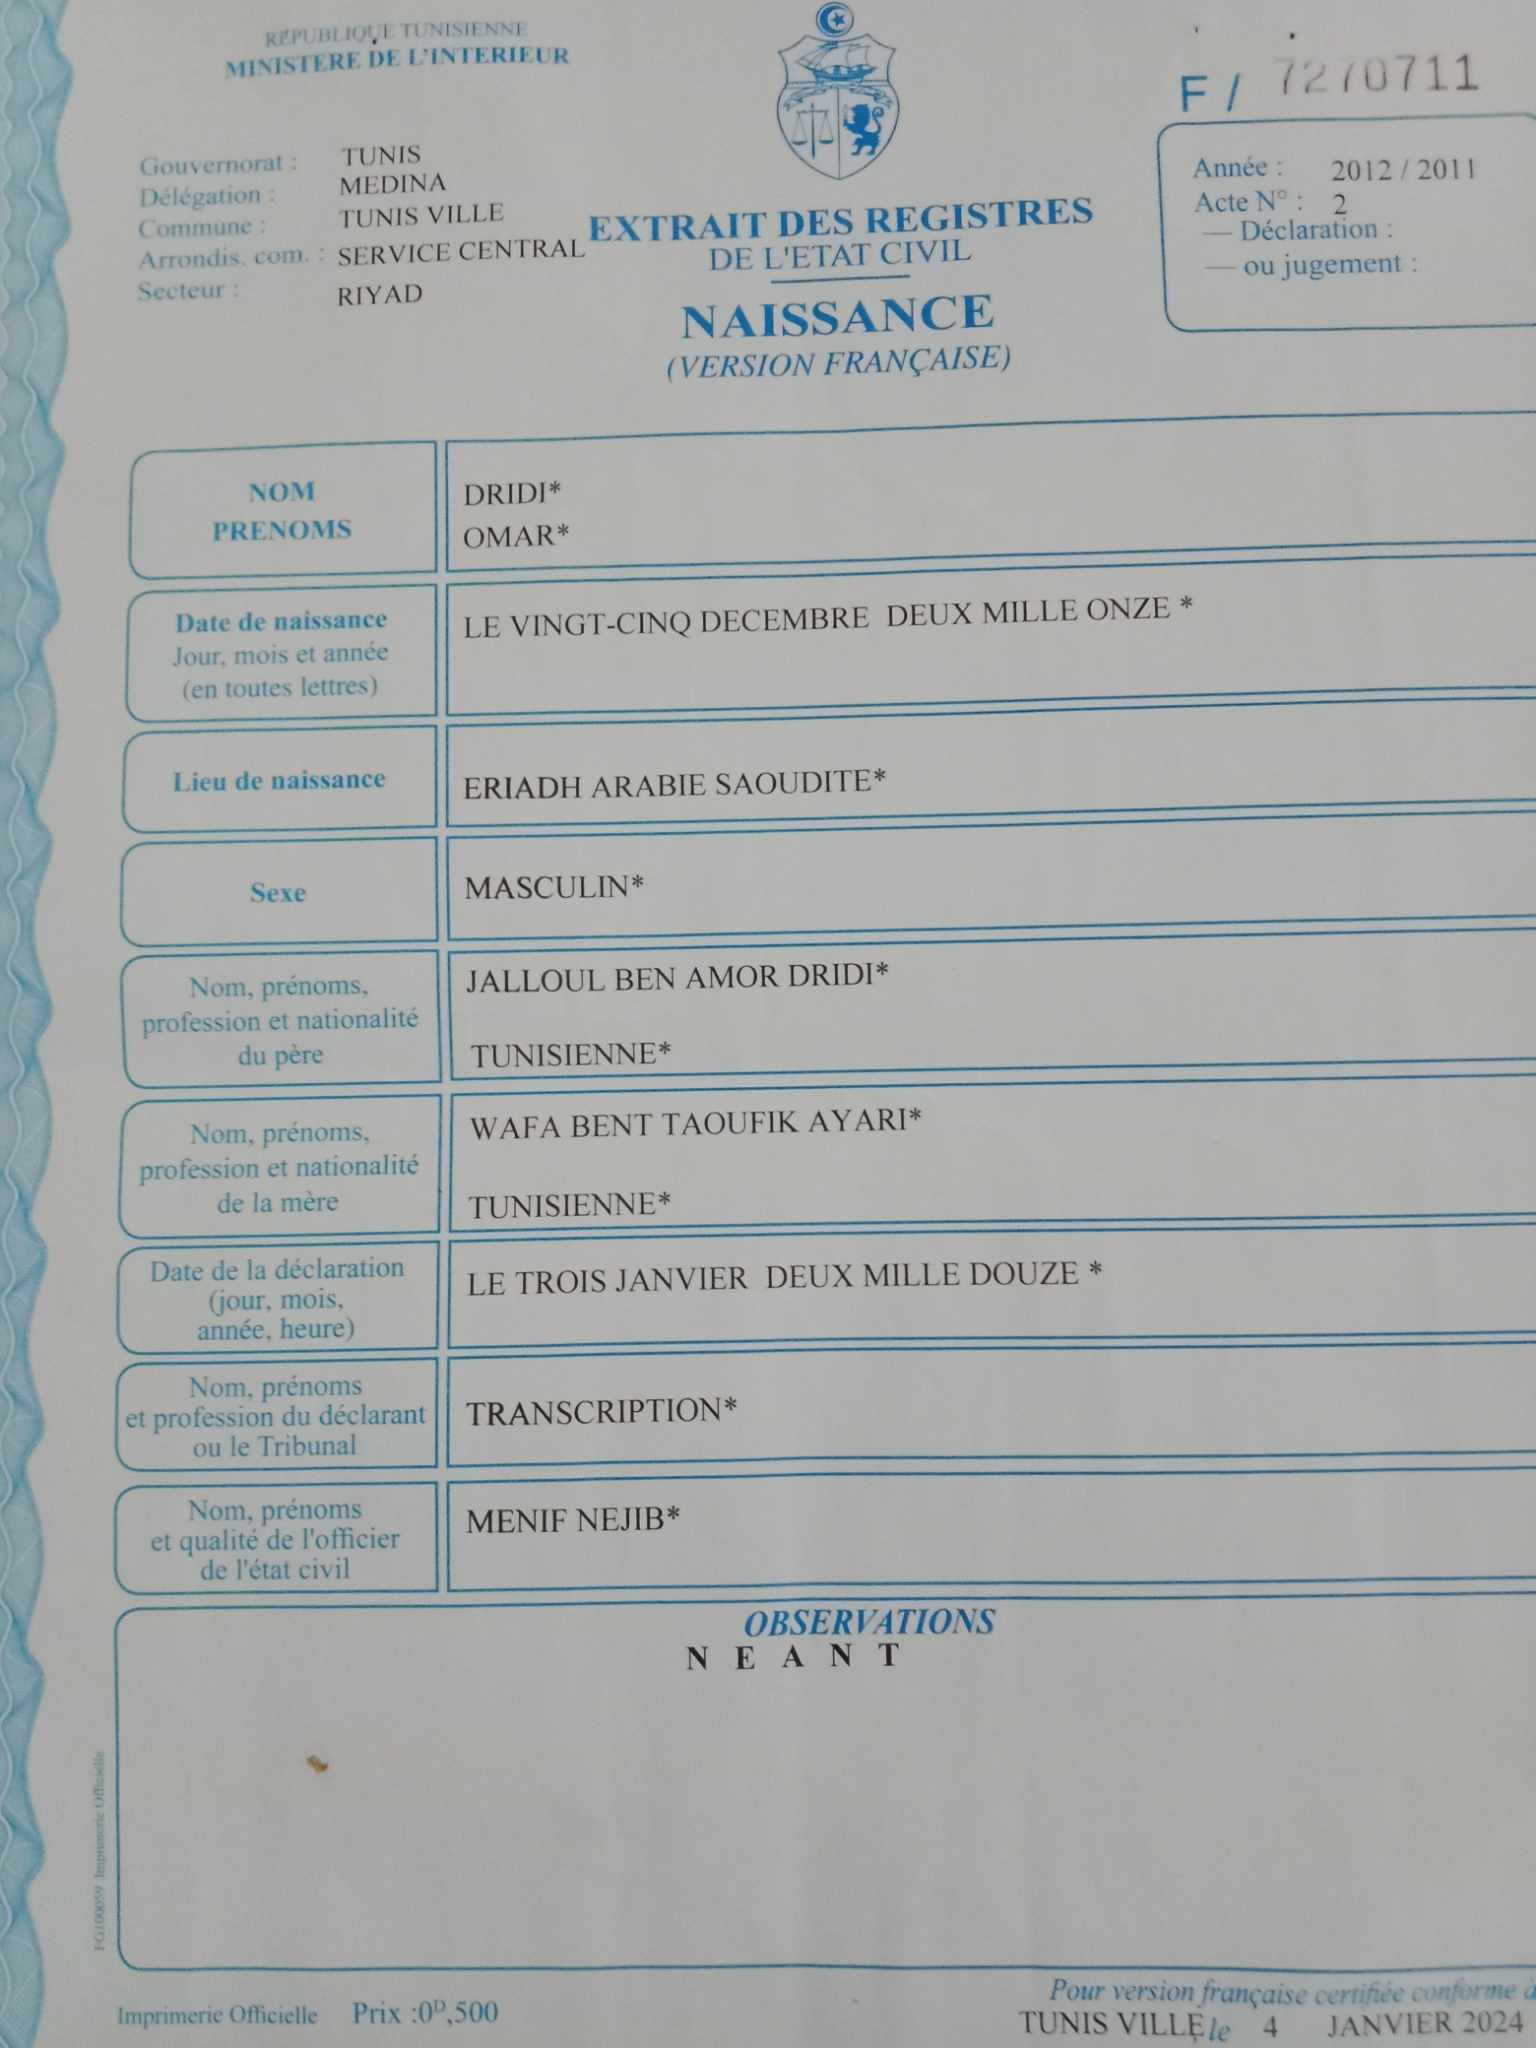 RÉPUBLIQUE TUNISIENNE
MINISTERE DE L'INTERIEUR
F / 7270711
Gouvernorat : TUNIS
Délégation : MEDINA
Commune : TUNIS VILLE
Arrondis. com. : SERVICE CENTRAL
Secteur : RIYAD
EXTRAIT DES REGISTRES
DE L'ETAT CIVIL
NAISSANCE
(VERSION FRANÇAISE)
Année : 2012 / 2011
Acte N° : 2
— Déclaration :
— ou jugement :
NOM
PRENOMS
DRIDI*
OMAR*
Date de naissance
Jour, mois et année
(en toutes lettres)
LE VINGT-CINQ DECEMBRE DEUX MILLE ONZE *
Lieu de naissance
ERIADH ARABIE SAOUDITE*
Sexe
MASCULIN*
Nom, prénoms,
profession et nationalité
du père
JALLOUL BEN AMOR DRIDI*
TUNISIENNE*
Nom, prénoms,
profession et nationalité
de la mère
WAFA BENT TAOUFIK AYARI*
TUNISIENNE*
Date de la déclaration
(jour, mois,
année, heure)
LE TROIS JANVIER DEUX MILLE DOUZE *
Nom, prénoms
et profession du déclarant
ou le Tribunal
TRANSCRIPTION*
Nom, prénoms
et qualité de l'officier
de l'état civil
MENIF NEJIB*
OBSERVATIONS
N E A N T
FG100059 Imprimerie Officielle
Imprimerie Officielle Prix :0D,500
Pour version française certifiée conforme à
TUNIS VILLE le 4 JANVIER 2024